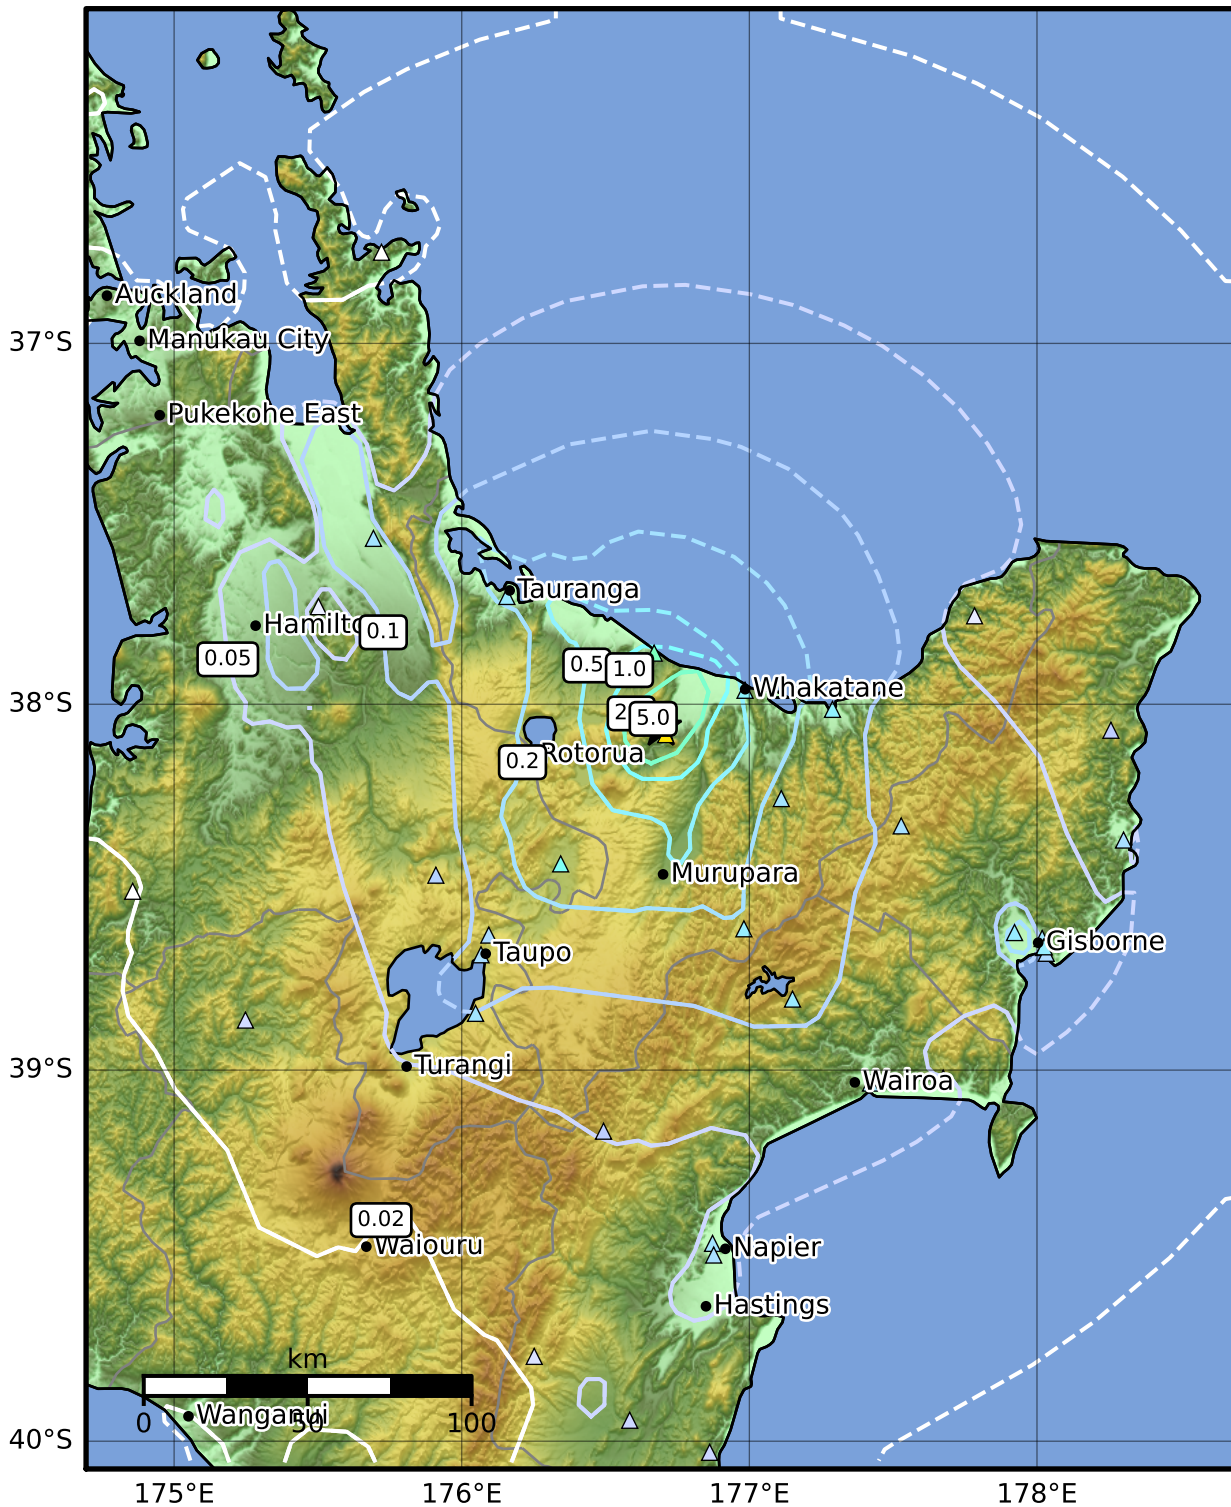 Auckland
37°S
Manukau City
Pukekohe East
Tauranga
Hamilto
0.1
0.05
0.5
1.0
Whakatane
38°S
2
5.0
Rotorua
0.2
Murupara
Gisborne
Taupo
39°S
Turangi
Wairoa
0.02
Waiouru
Napier
Hastings
km
Wanganui
0
50
100
40°S
175°E
176°E
177°E
178°E